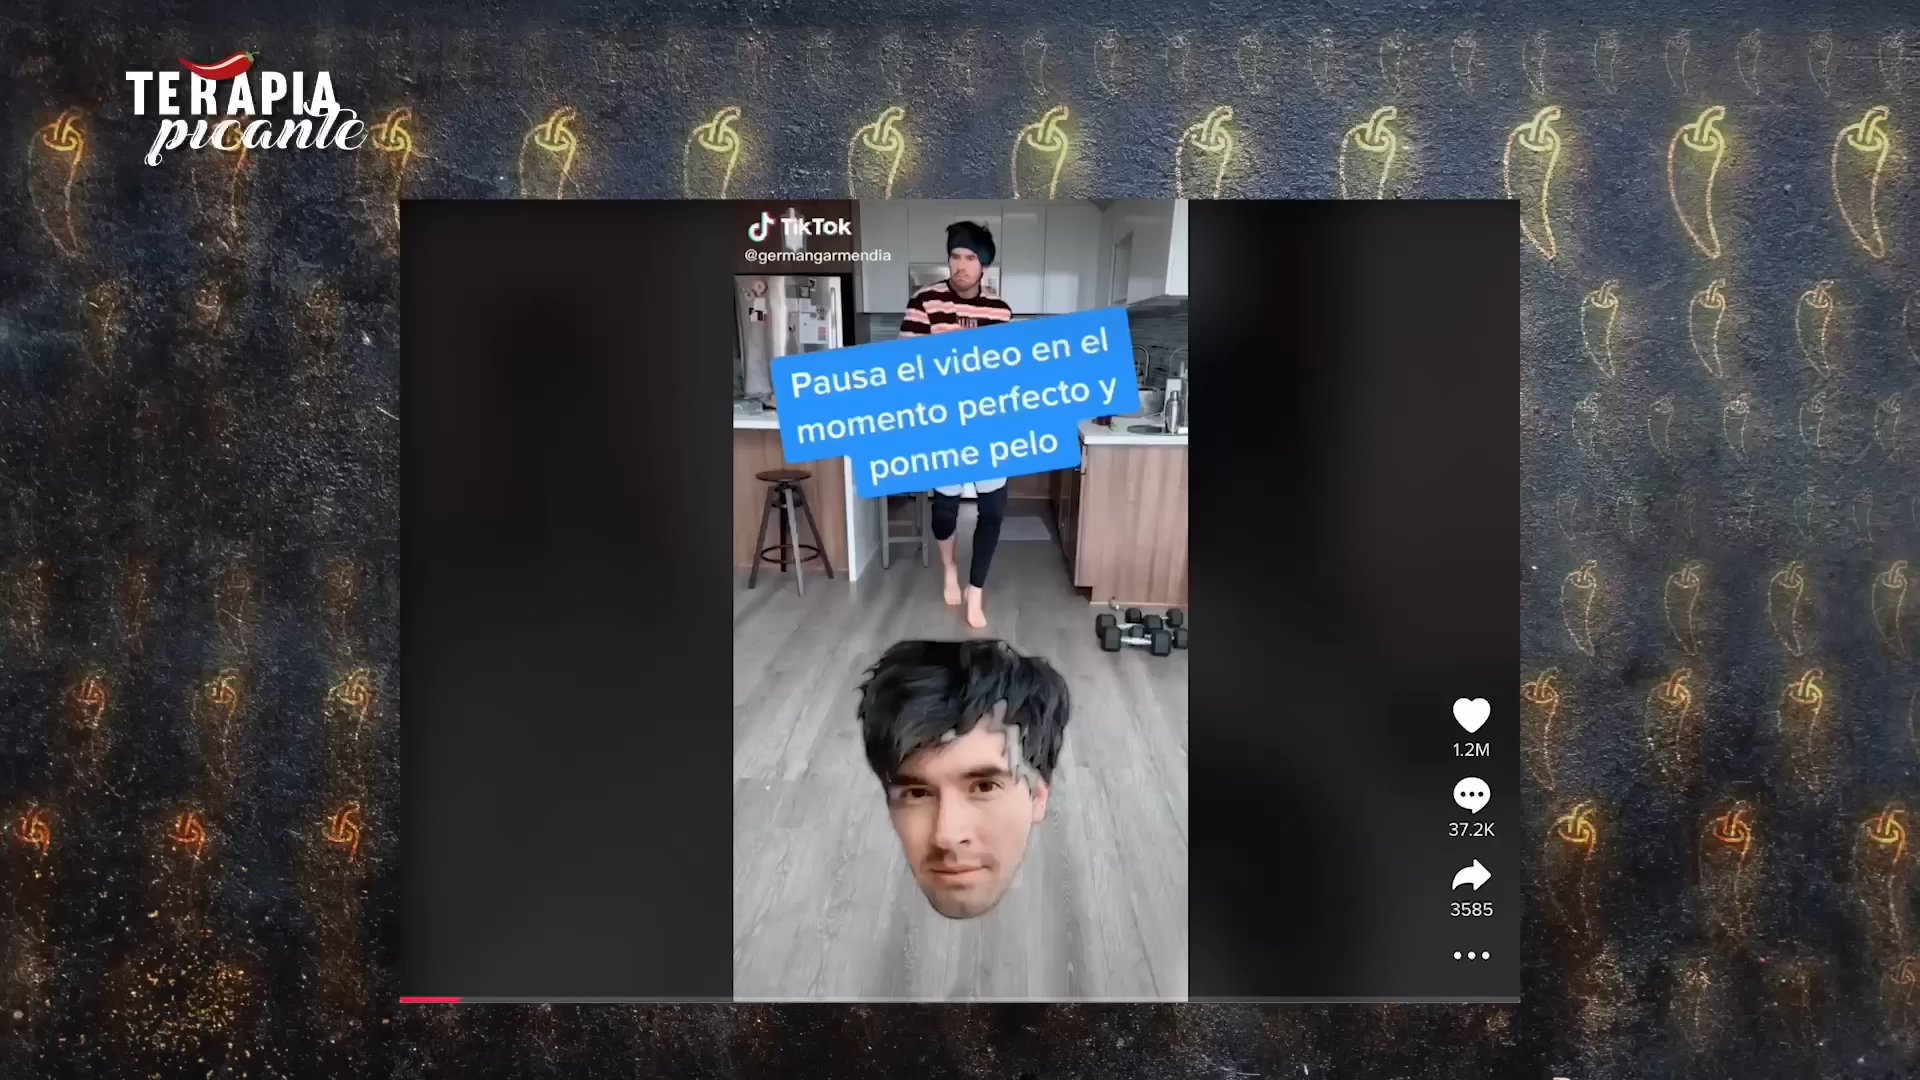 TERAPIA
picante
TikTok
@germangarmendia
Pausa el video en el
momento perfecto y
ponme pelo
1.2M
37.2K
3585